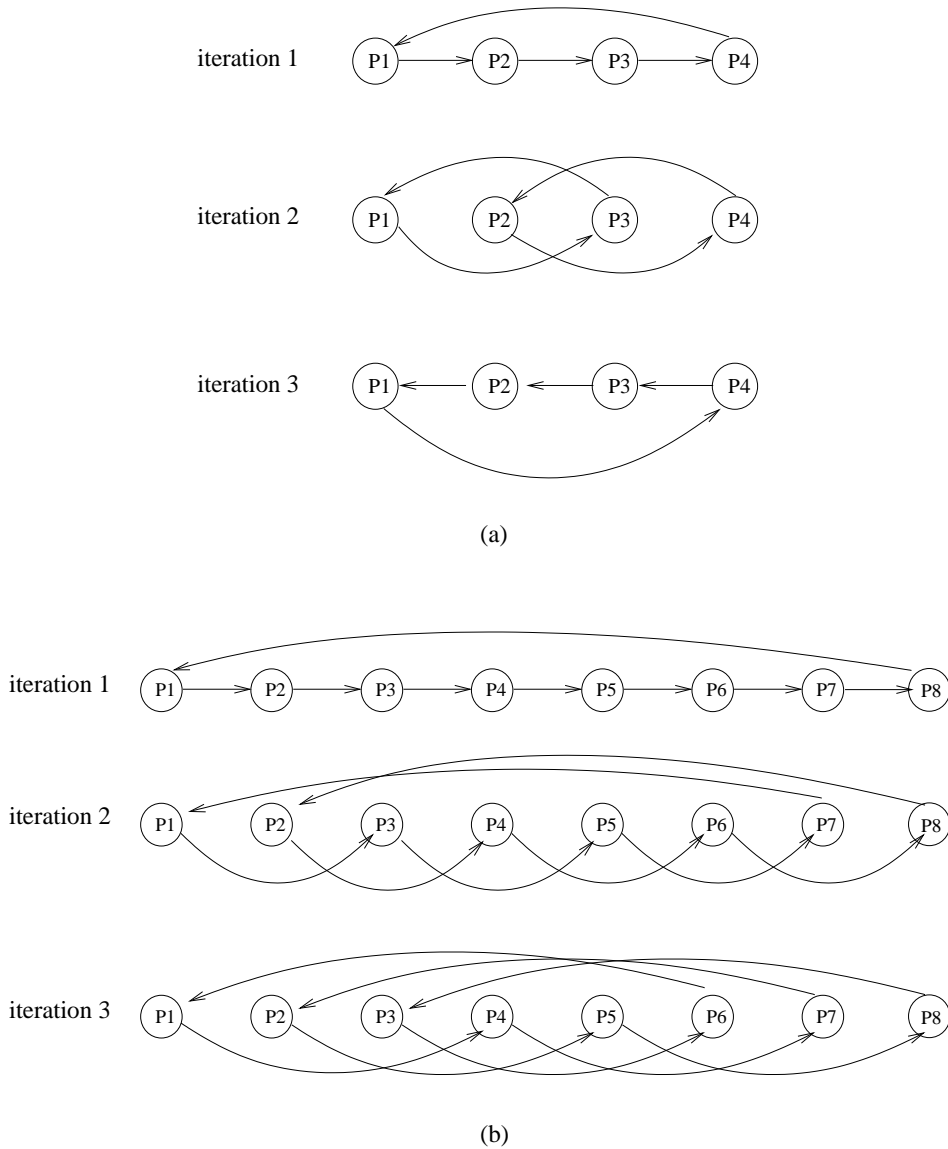 iteration 1 P1 P2 P3 P4
iteration 2 P1 P2 P3 P4
iteration 3 P1 P2 P3 P4
(a)
iteration 1 P1 P2 P3 P4 P5 P6 P7 P8
iteration 2 P1 P2 P3 P4 P5 P6 P7 P8
iteration 3 P1 P2 P3 P4 P5 P6 P7 P8
(b)